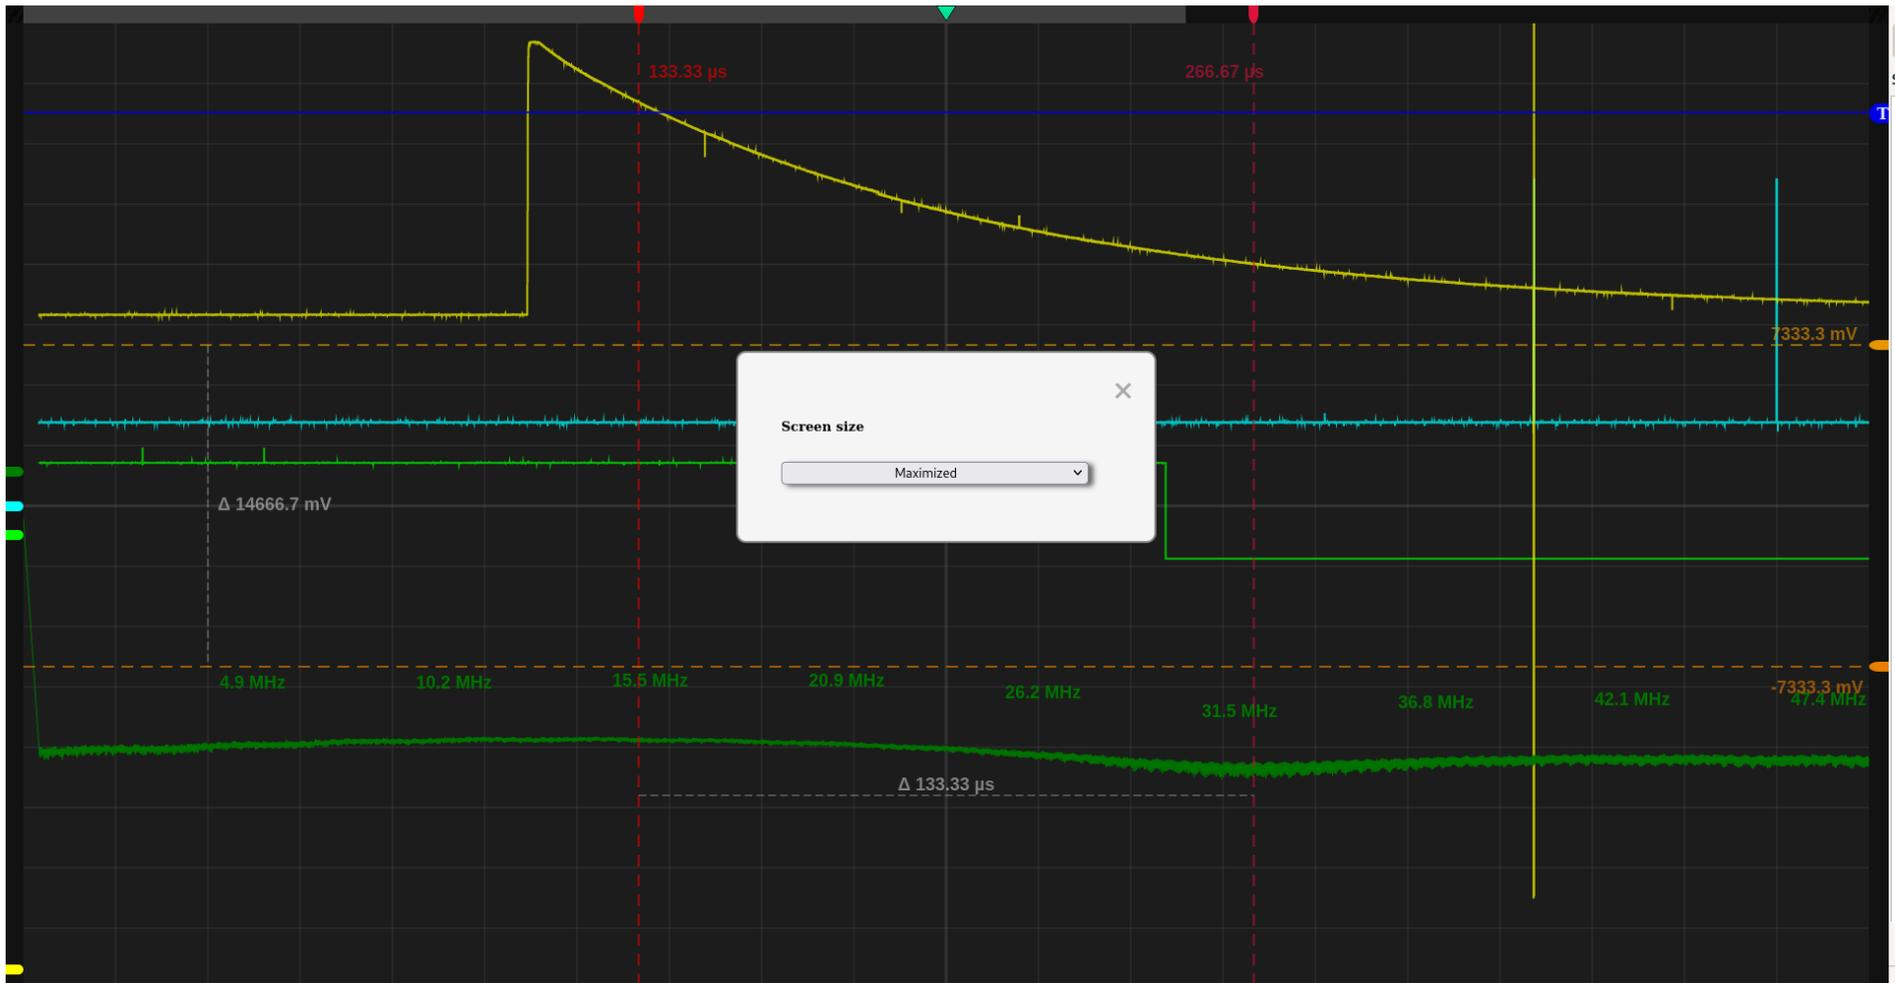 133.33 µs
266.67 µs
T
7333.3 mV
Screen size
Maximized
Δ 14666.7 mV
4.9 MHz
10.2 MHz
15.5 MHz
20.9 MHz
26.2 MHz
31.5 MHz
36.8 MHz
42.1 MHz
-7333.3 mV
47.4 MHz
Δ 133.33 µs